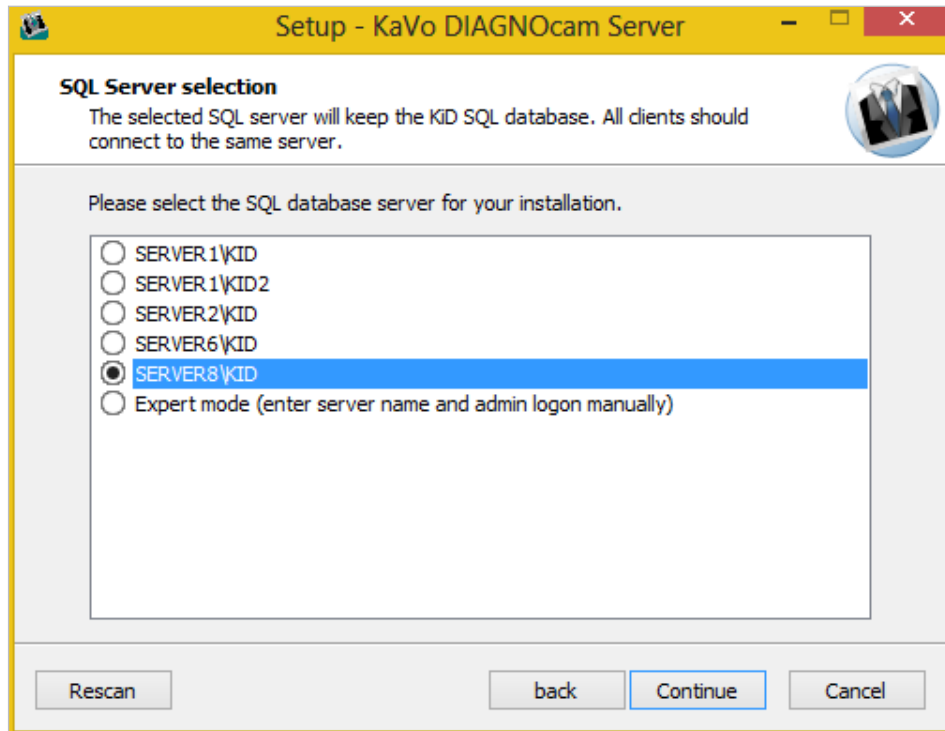 Setup - KaVo DIAGNOcam Server
SQL Server selection
The selected SQL server will keep the KiD SQL database. All clients should
connect to the same server.
Please select the SQL database server for your installation.
SERVER1\KID
SERVER1\KID2
SERVER2\KID
SERVER6\KID
SERVER8\KID
Expert mode (enter server name and admin logon manually)
Rescan back Continue Cancel